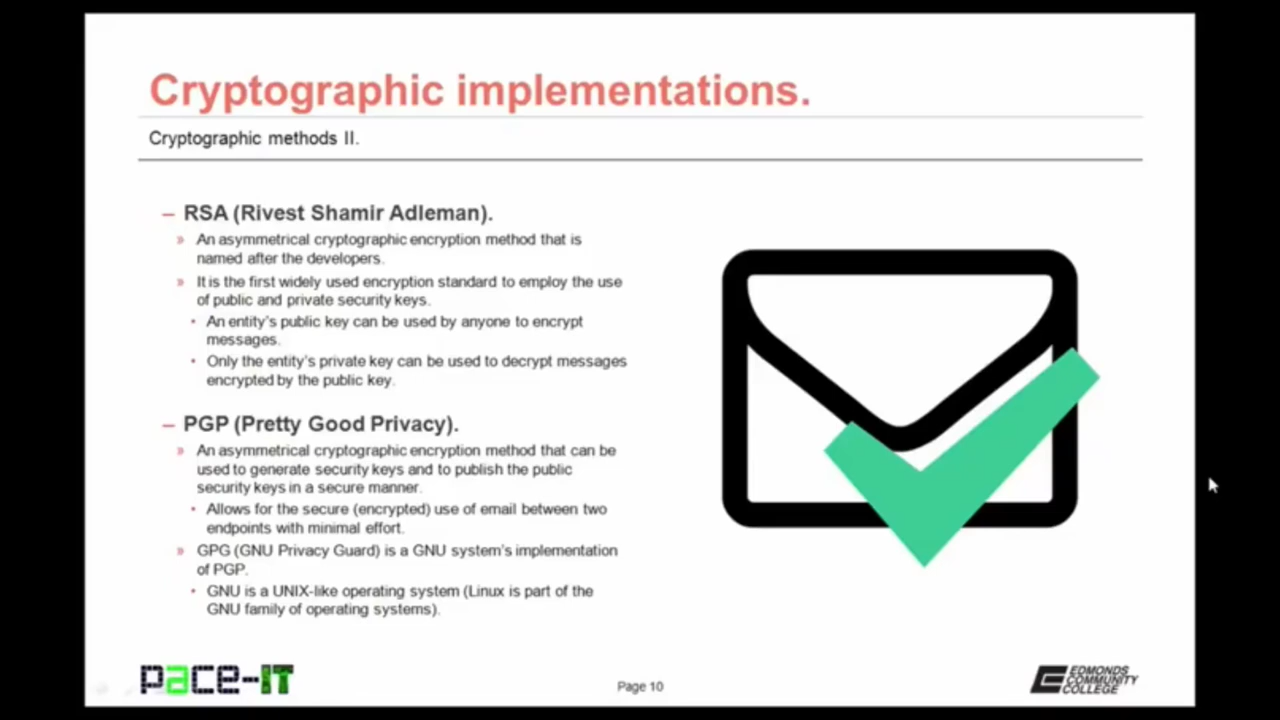 Cryptographic implementations.
Cryptographic methods II.
– RSA (Rivest Shamir Adleman).
» An asymmetrical cryptographic encryption method that is
named after the developers.
» It is the first widely used encryption standard to employ the use
of public and private security keys.
• An entity's public key can be used by anyone to encrypt
messages.
• Only the entity's private key can be used to decrypt messages
encrypted by the public key.
– PGP (Pretty Good Privacy).
» An asymmetrical cryptographic encryption method that can be
used to generate security keys and to publish the public
security keys in a secure manner.
• Allows for the secure (encrypted) use of email between two
endpoints with minimal effort.
» GPG (GNU Privacy Guard) is a GNU system's implementation
of PGP.
• GNU is a UNIX-like operating system (Linux is part of the
GNU family of operating systems).
pace-IT
Page 10
EDMONDS
COMMUNITY
COLLEGE